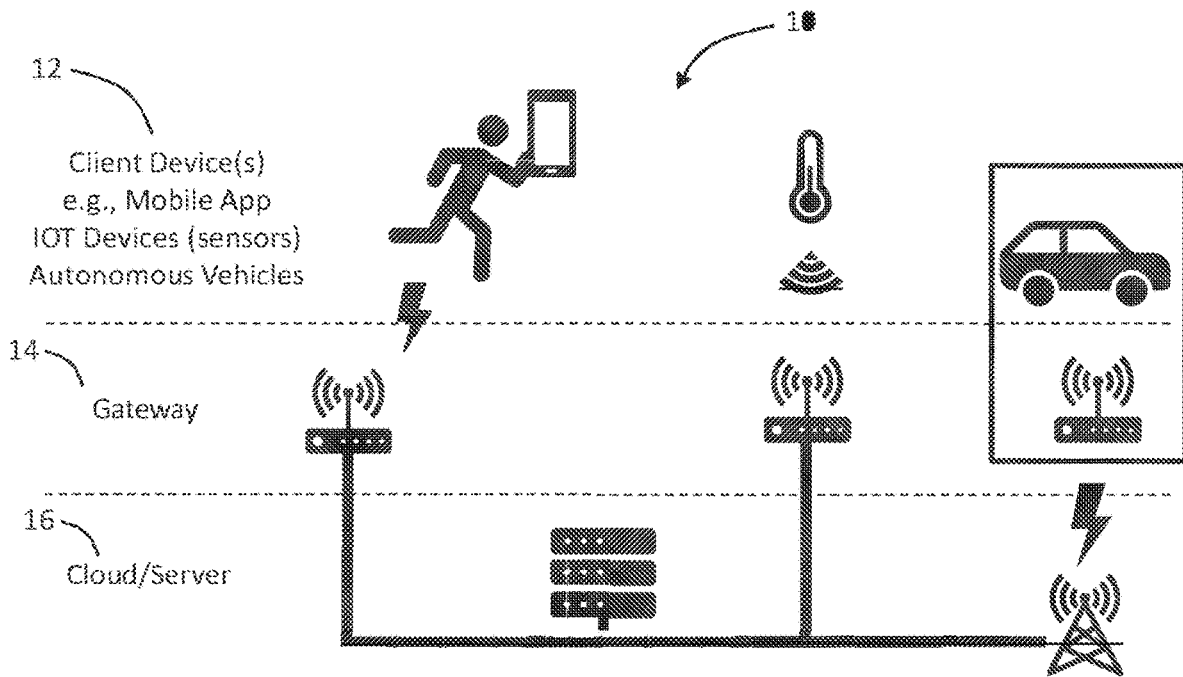 10
12
Client Device(s)
e.g., Mobile App
IOT Devices (sensors)
Autonomous Vehicles
14
Gateway
16
Cloud/Server